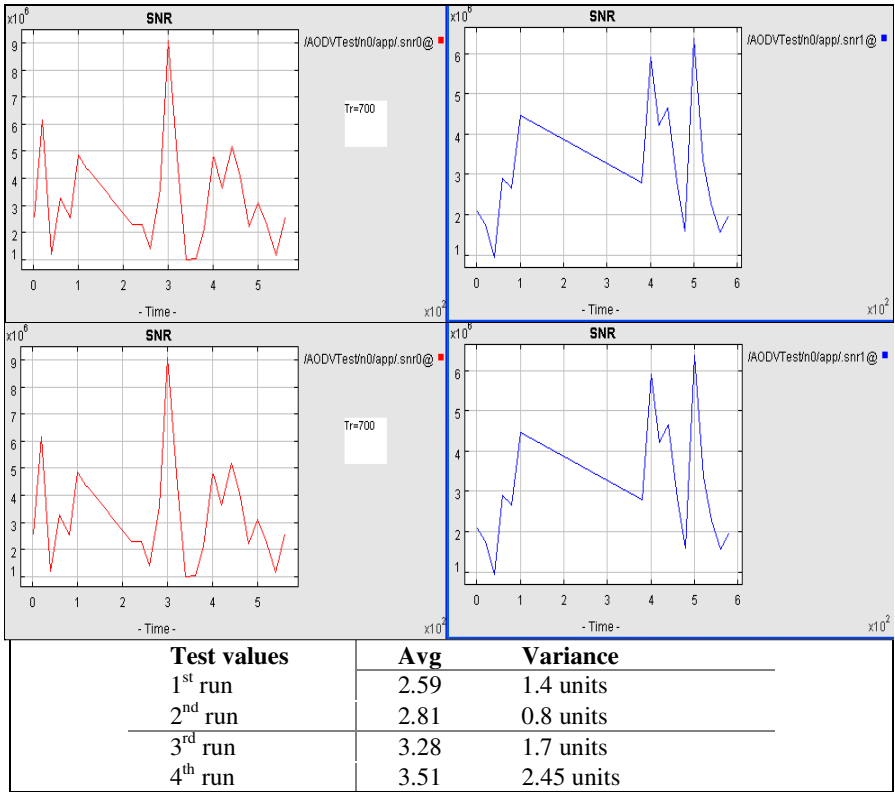 x10^6 SNR
/AODVTest/n0/app/.snr0@
Tr=700
9
8
7
6
5
4
3
2
1
0 1 2 3 4 5
- Time -
x10^2
x10^6 SNR
/AODVTest/n0/app/.snr1@
6
5
4
3
2
1
0 1 2 3 4 5 6
- Time -
x10^2
x10^6 SNR
/AODVTest/n0/app/.snr0@
Tr=700
9
8
7
6
5
4
3
2
1
0 1 2 3 4 5
- Time -
x10^2
x10^6 SNR
/AODVTest/n0/app/.snr1@
6
5
4
3
2
1
0 1 2 3 4 5 6
- Time -
x10^2
Test values Avg Variance
1st run 2.59 1.4 units
2nd run 2.81 0.8 units
3rd run 3.28 1.7 units
4th run 3.51 2.45 units